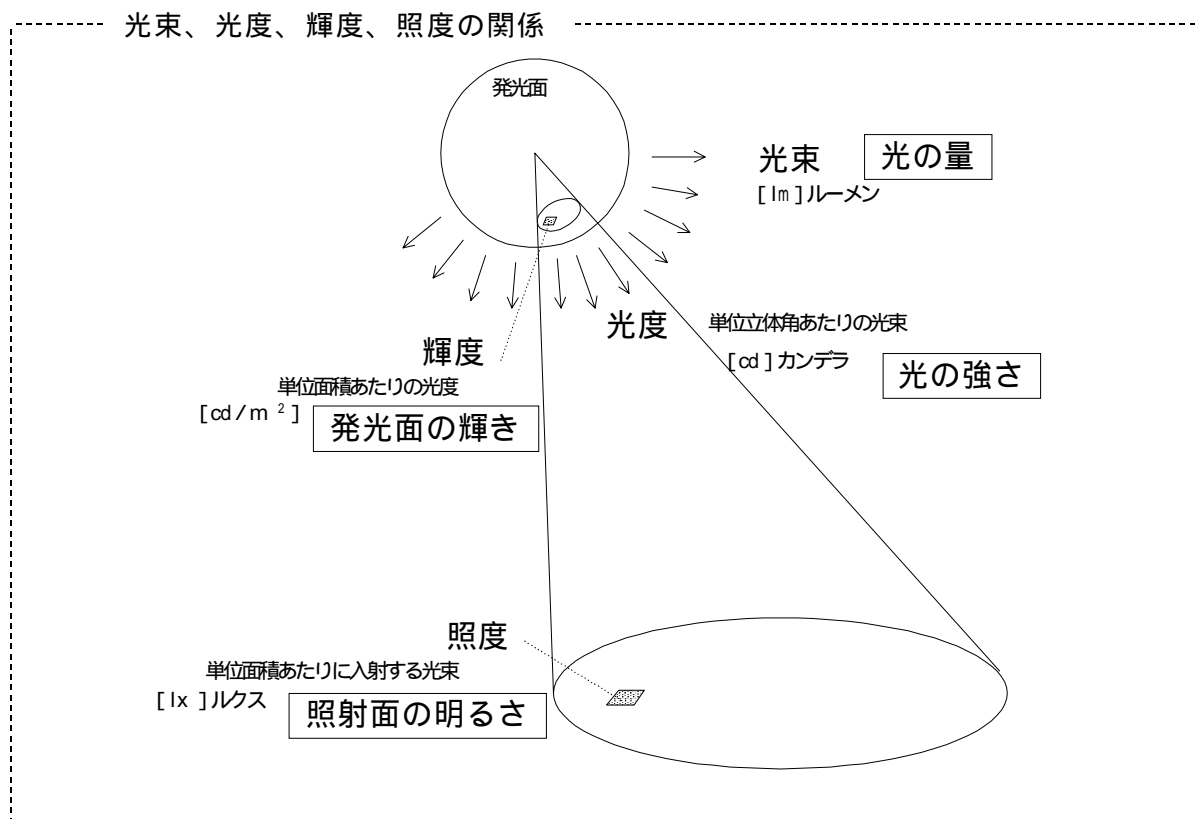 光束、光度、輝度、照度の関係
発光面
光束 光の量
[lm]ルーメン
光度 単位立体角あたりの光束
[cd]カンデラ 光の強さ
輝度
単位面積あたりの光度
[cd/m²] 発光面の輝き
照度
単位面積あたりに入射する光束
[lx]ルクス 照射面の明るさ